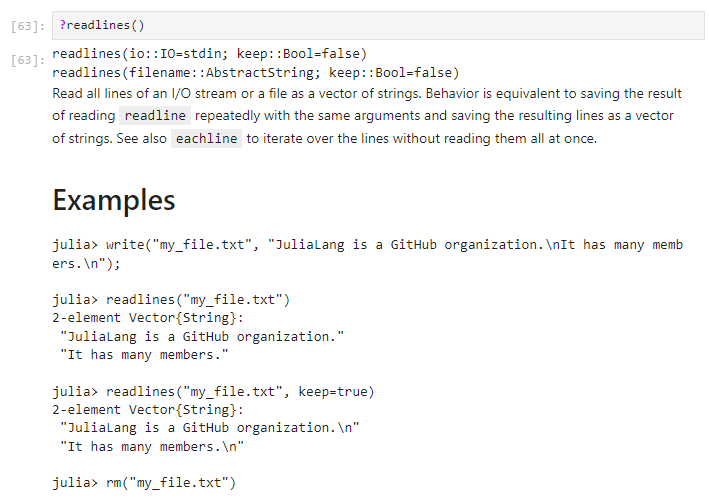 [63]: ?readlines()
[63]: readlines(io::IO=stdin; keep::Bool=false)
readlines(filename::AbstractString; keep::Bool=false)
Read all lines of an I/O stream or a file as a vector of strings. Behavior is equivalent to saving the result
of reading readline repeatedly with the same arguments and saving the resulting lines as a vector
of strings. See also eachline to iterate over the lines without reading them all at once.
Examples
julia> write("my_file.txt", "JuliaLang is a GitHub organization.\nIt has many memb
ers.\n");
julia> readlines("my_file.txt")
2-element Vector{String}:
"JuliaLang is a GitHub organization."
"It has many members."
julia> readlines("my_file.txt", keep=true)
2-element Vector{String}:
"JuliaLang is a GitHub organization.\n"
"It has many members.\n"
julia> rm("my_file.txt")